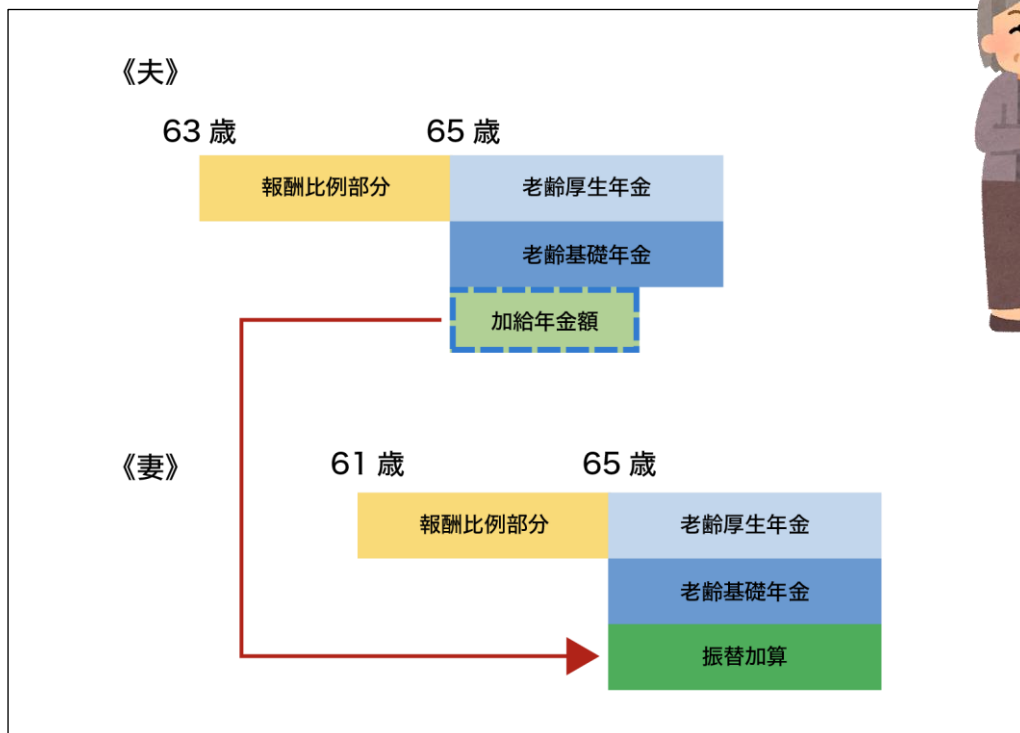 《夫》
63 歳
65 歳
報酬比例部分
老齢厚生年金
老齢基礎年金
加給年金額
《妻》
61 歳
65 歳
報酬比例部分
老齢厚生年金
老齢基礎年金
振替加算